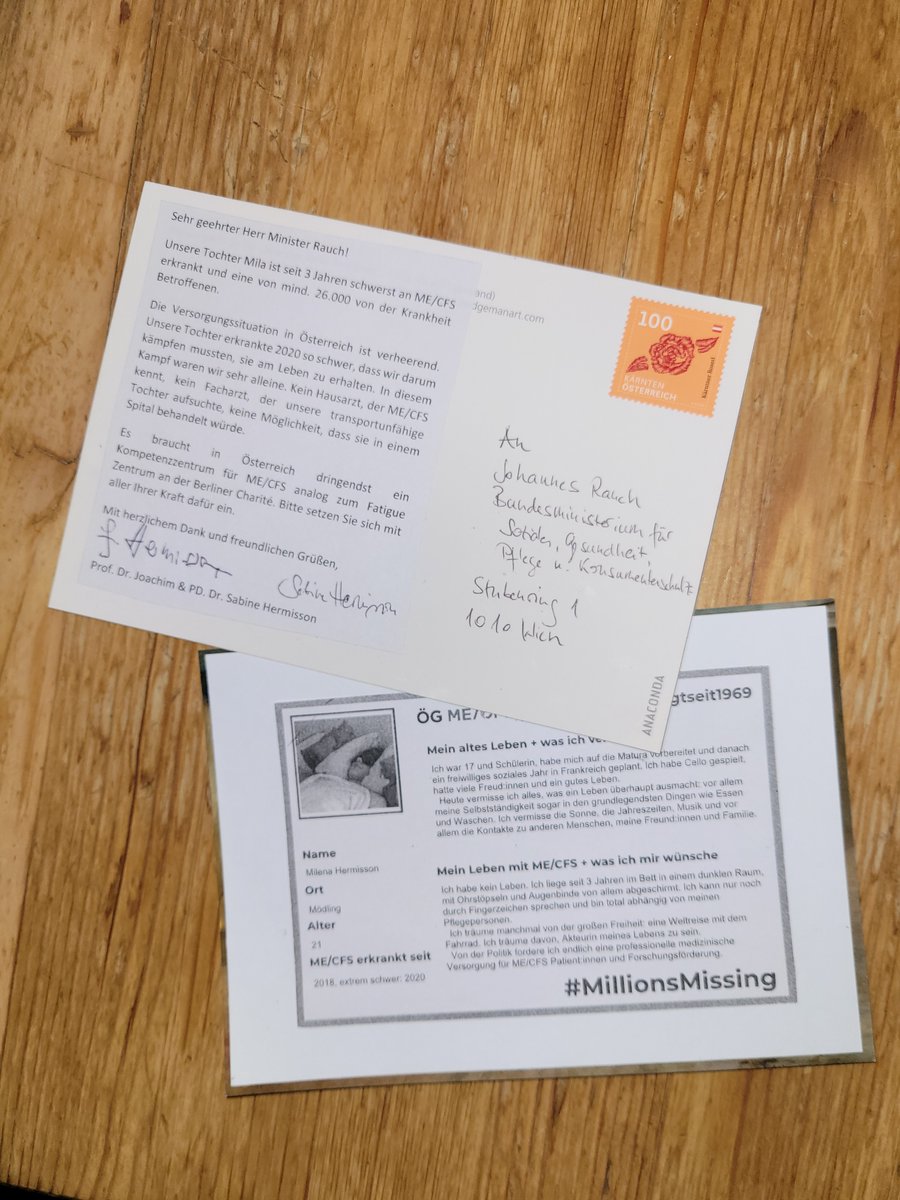 Sehr geehrter Herr Minister Rauch!
Unsere Tochter Mila ist seit 3 Jahren schwerst an ME/CFS
erkrankt und eine von mind. 26.000 von der Krankheit
Betroffenen.
Die Versorgungssituation in Österreich ist verheerend.
Unsere Tochter erkrankte 2020 so schwer, dass wir darum
kämpfen mussten, sie am Leben zu erhalten. In diesem
Kampf waren wir sehr alleine. Kein Hausarzt, der ME/CFS
kennt, kein Facharzt, der unsere transportunfähige
Tochter aufsuchte, keine Möglichkeit, dass sie in einem
Spital behandelt würde.
Es braucht in Österreich dringendst ein
Kompetenzzentrum für ME/CFS analog zum Fatigue
Zentrum an der Berliner Charité. Bitte setzen Sie sich mit
aller Ihrer Kraft dafür ein.
Mit herzlichem Dank und freundlichen Grüßen,
Sabine Hermisson
Prof. Dr. Joachim & PD. Dr. Sabine Hermisson
and)
dgemanart.com
100
KÄRNTEN
ÖSTERREICH
Kärntner Rosntl
An
Johannes Rauch
Bundesministerium für
Soziales, Gesundheit,
Pflege u. Konsumentenschutz
Stubenring 1
1010 Wien
ANACONDA
ÖG ME/CF
gtseit1969
Mein altes Leben + was ich ve
Ich war 17 und Schülerin, habe mich auf die Matura vorbereitet und danach
ein freiwilliges soziales Jahr in Frankreich geplant. Ich habe Cello gespielt,
hatte viele Freud:innen und ein gutes Leben.
Heute vermisse ich alles, was ein Leben überhaupt ausmacht: vor allem
meine Selbstständigkeit sogar in den grundlegendsten Dingen wie Essen
und Waschen. Ich vermisse die Sonne, die Jahreszeiten, Musik und vor
allem die Kontakte zu anderen Menschen, meine Freund:innen und Familie.
Name
Milena Hermisson
Ort
Mödling
Alter
21
ME/CFS erkrankt seit
2018, extrem schwer: 2020
Mein Leben mit ME/CFS + was ich mir wünsche
Ich habe kein Leben. Ich liege seit 3 Jahren im Bett in einem dunklen Raum,
mit Ohrstöpseln und Augenbinde von allem abgeschirmt. Ich kann nur noch
durch Fingerzeichen sprechen und bin total abhängig von meinen
Pflegepersonen.
Ich träume manchmal von der großen Freiheit: eine Weltreise mit dem
Fahrrad. Ich träume davon, Akteurin meines Lebens zu sein.
Von der Politik fordere ich endlich eine professionelle medizinische
Versorgung für ME/CFS Patient:innen und Forschungsförderung.
#MillionsMissing